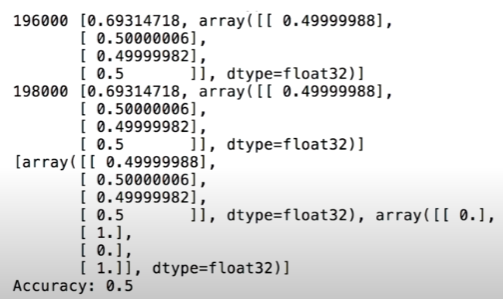 196000 [0.69314718, array([[ 0.49999988],
       [ 0.50000006],
       [ 0.49999982],
       [ 0.5       ]], dtype=float32)]
198000 [0.69314718, array([[ 0.49999988],
       [ 0.50000006],
       [ 0.49999982],
       [ 0.5       ]], dtype=float32)]
[array([[ 0.49999988],
       [ 0.50000006],
       [ 0.49999982],
       [ 0.5       ]], dtype=float32), array([[ 0.],
       [ 1.],
       [ 0.],
       [ 1.]], dtype=float32)]
Accuracy: 0.5